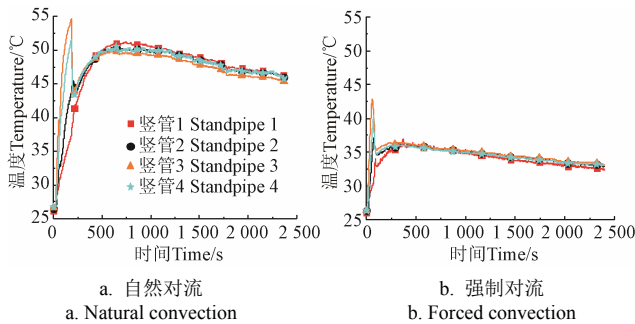 温度Temperature/℃
55
50
45
40
35
30
25
竖管1 Standpipe 1
竖管2 Standpipe 2
竖管3 Standpipe 3
竖管4 Standpipe 4
0 500 1 000 1 500 2 000 2 500
时间Time/s
a. 自然对流
a. Natural convection
温度Temperature/℃
55
50
45
40
35
30
25
0 500 1 000 1 500 2 000 2 500
时间Time/s
b. 强制对流
b. Forced convection